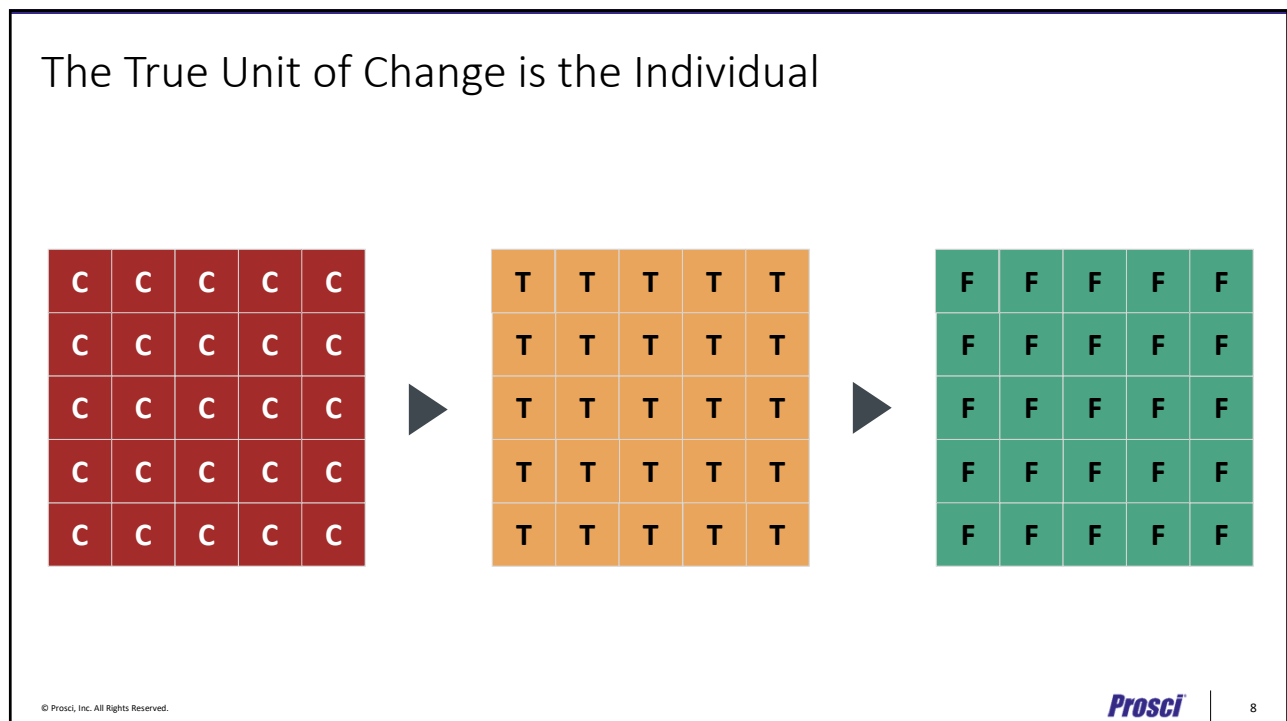 The True Unit of Change is the Individual
C C C C C
C C C C C
C C C C C
C C C C C
C C C C C
T T T T T
T T T T T
T T T T T
T T T T T
T T T T T
F F F F F
F F F F F
F F F F F
F F F F F
F F F F F
© Prosci, Inc. All Rights Reserved.
Prosci
8